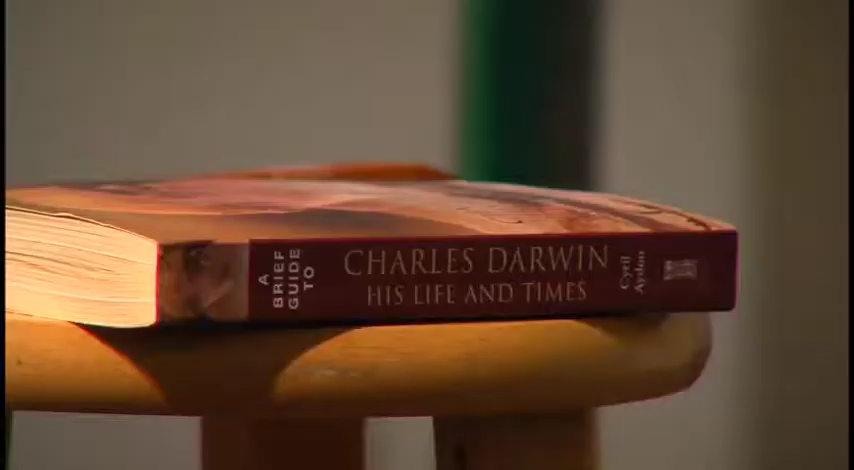 A
BRIEF
GUIDE
TO
CHARLES DARWIN
HIS LIFE AND TIMES
Cyril
Aydon